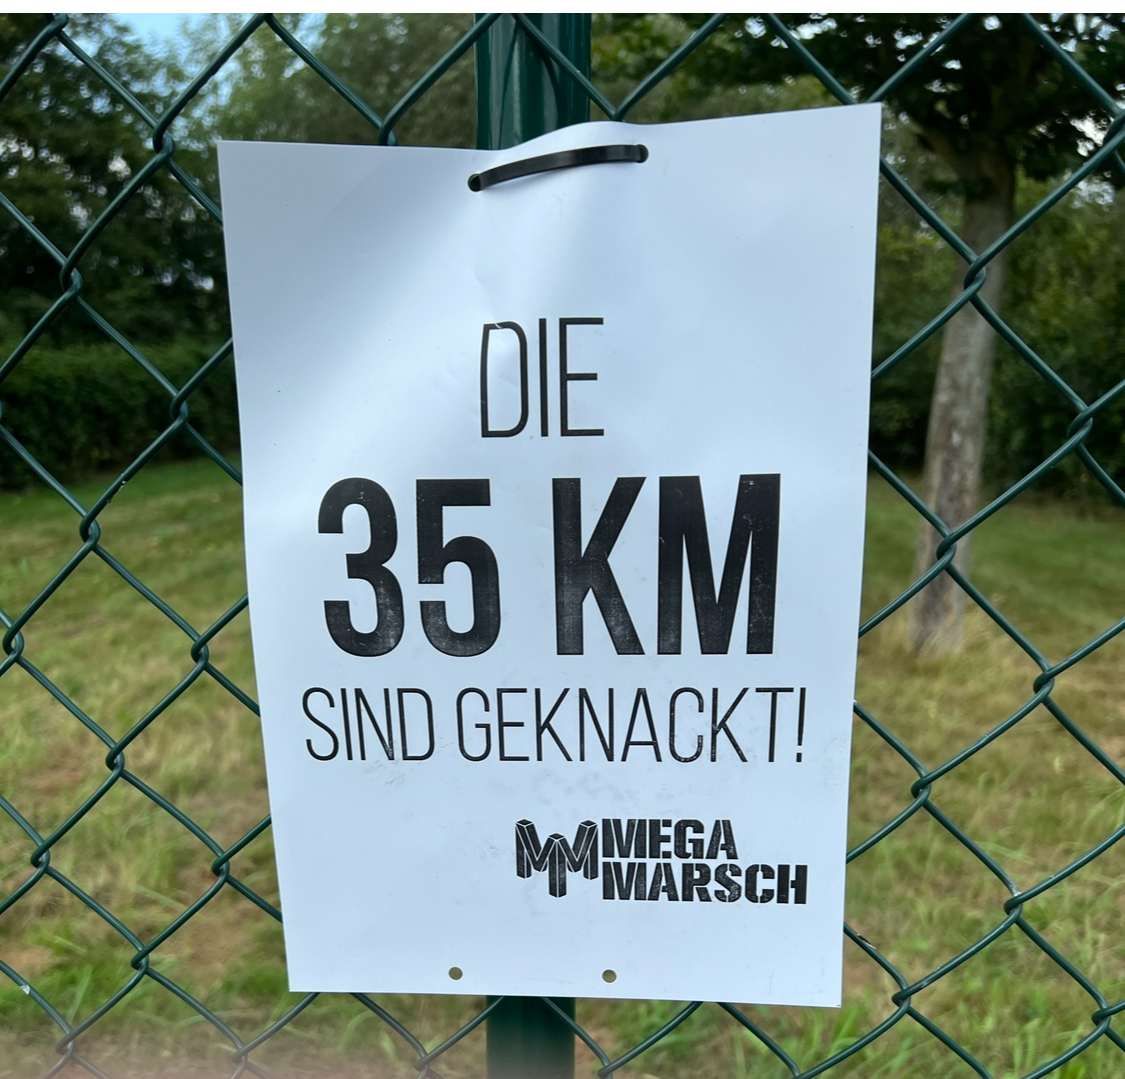 DIE
35 KM
SIND GEKNACKT!
MEGA
MARSCH